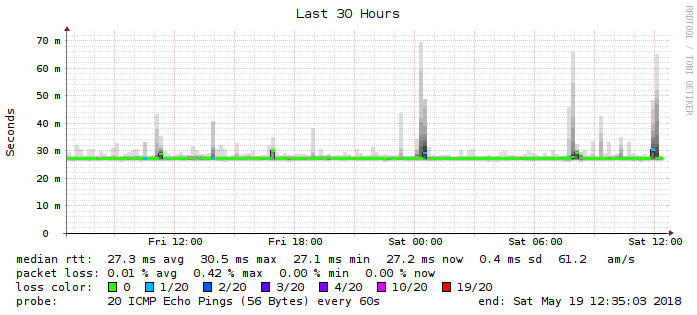 Last 30 Hours
RRDTOOL / TOBI OETIKER
Seconds
70 m
60 m
50 m
40 m
30 m
20 m
10 m
0
Fri 12:00 Fri 18:00 Sat 00:00 Sat 06:00 Sat 12:00
median rtt: 27.3 ms avg 30.5 ms max 27.1 ms min 27.2 ms now 0.4 ms sd 61.2 am/s
packet loss: 0.01 % avg 0.42 % max 0.00 % min 0.00 % now
loss color: 0 1/20 2/20 3/20 4/20 10/20 19/20
probe: 20 ICMP Echo Pings (56 Bytes) every 60s end: Sat May 19 12:35:03 2018